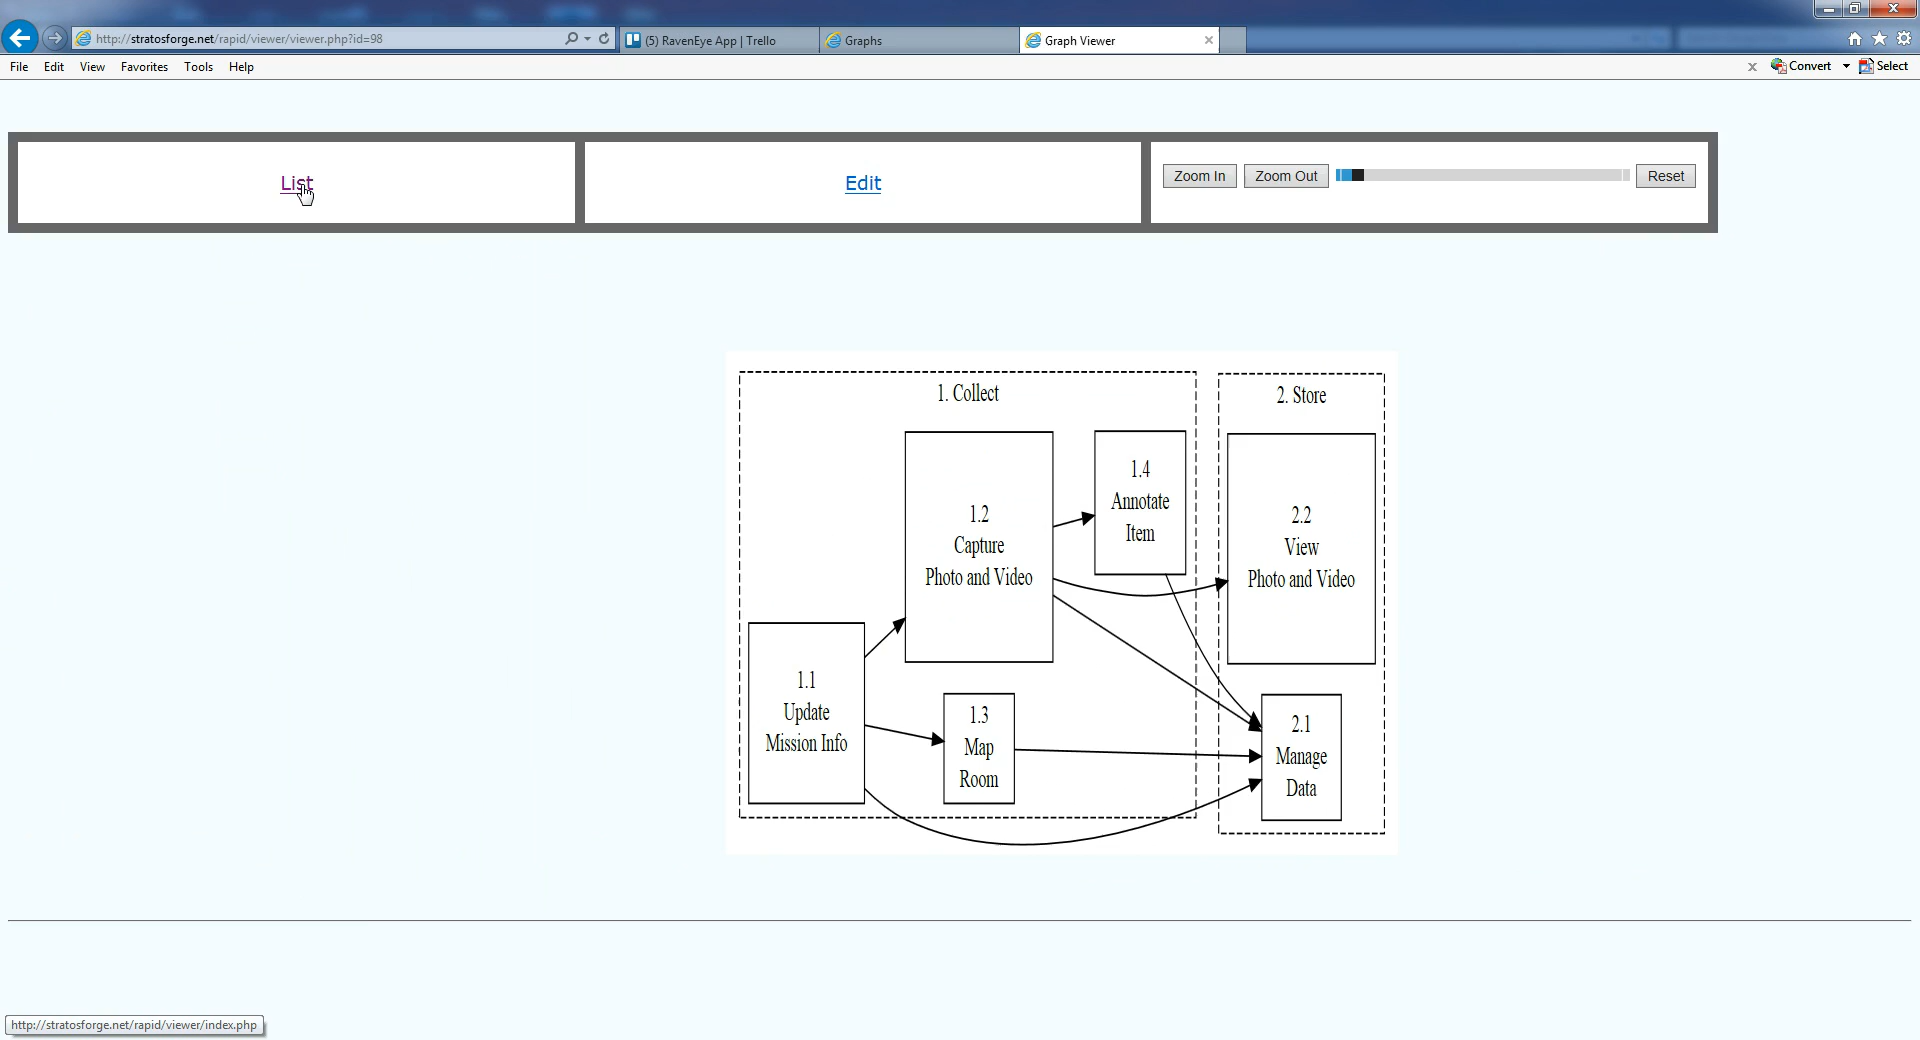 http://stratosforge.net/rapid/viewer/viewer.php?id=98
(5) RavenEye App | Trello
Graphs
Graph Viewer
File Edit View Favorites Tools Help
Convert
Select
List
Edit
Zoom In
Zoom Out
Reset
1. Collect
2. Store
1.4
Annotate
Item
1.2
Capture
Photo and Video
2.2
View
Photo and Video
1.1
Update
Mission Info
1.3
Map
Room
2.1
Manage
Data
http://stratosforge.net/rapid/viewer/index.php